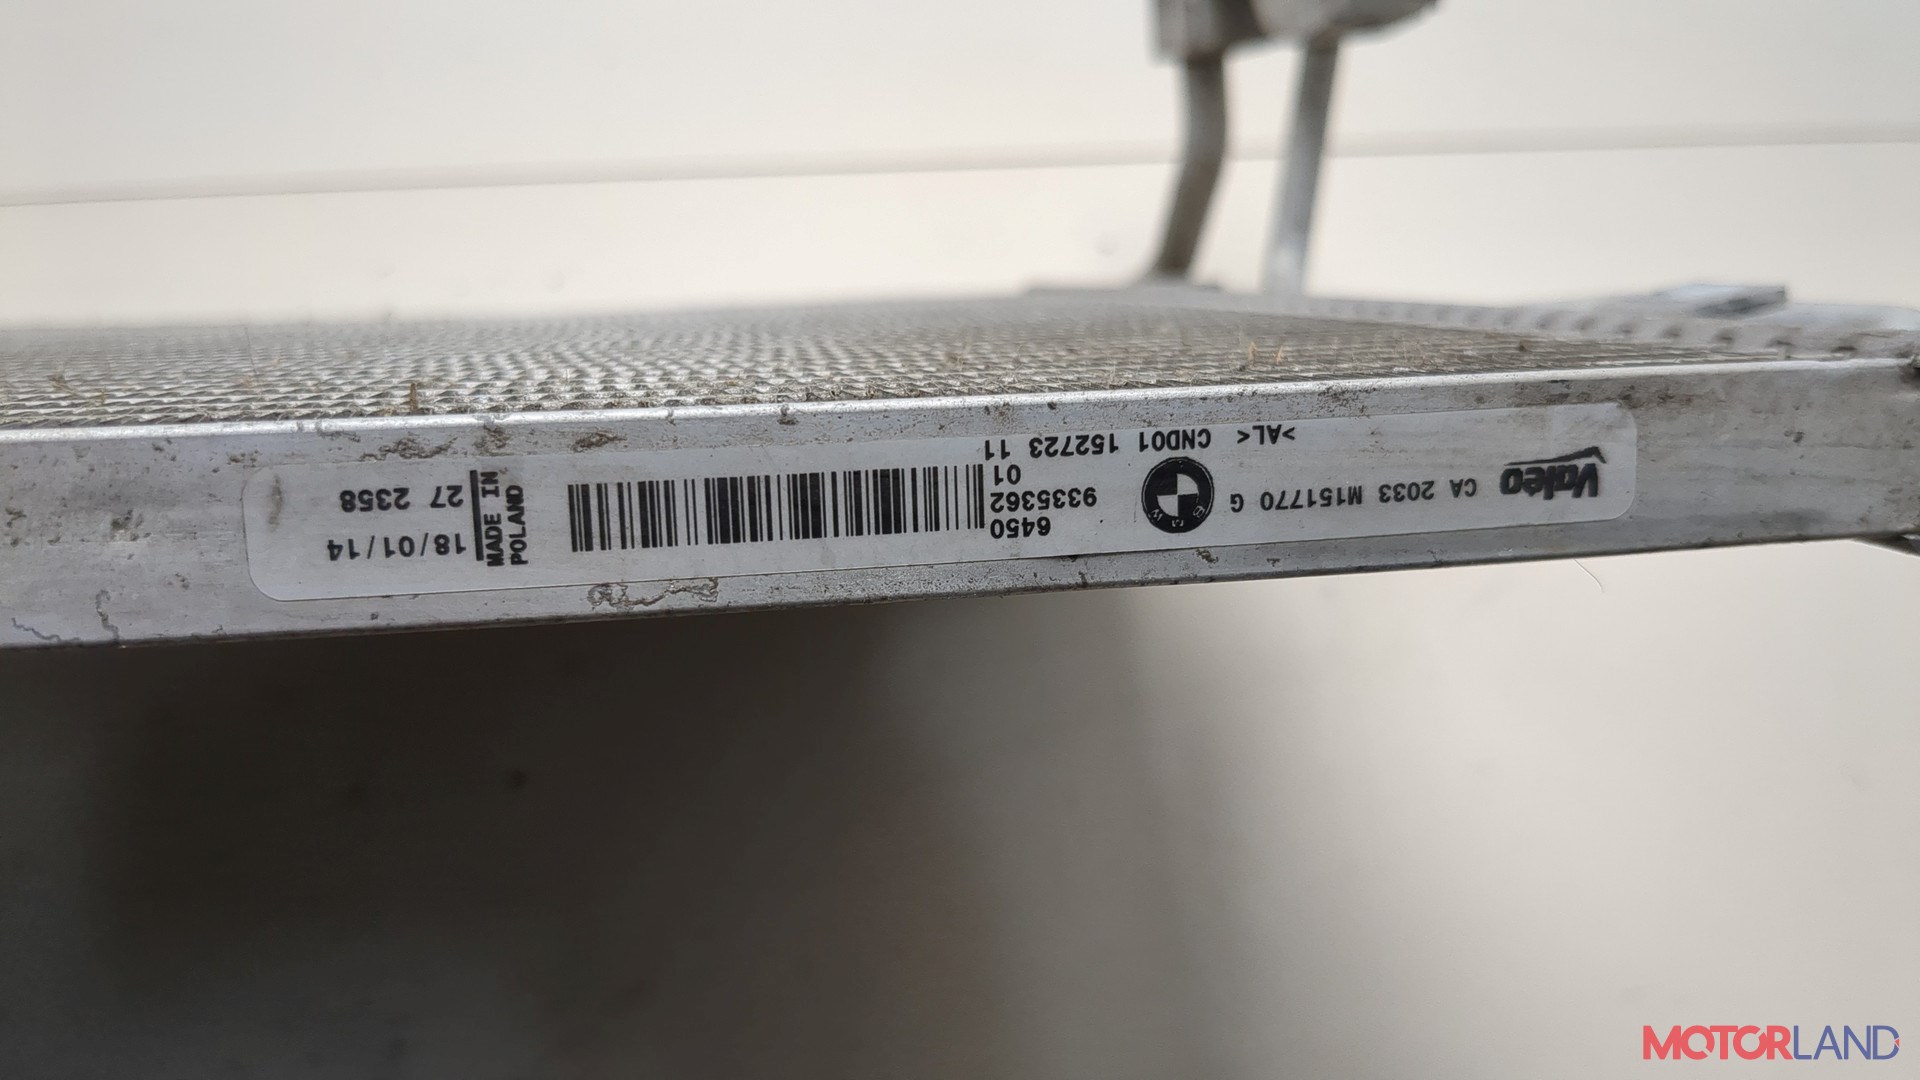 Valeo
CA 2033 M151770 G
>AL< CND01 152723 11
6450
9335362
01
MADE IN
POLAND
18/01/14
27 2358
MOTORLAND